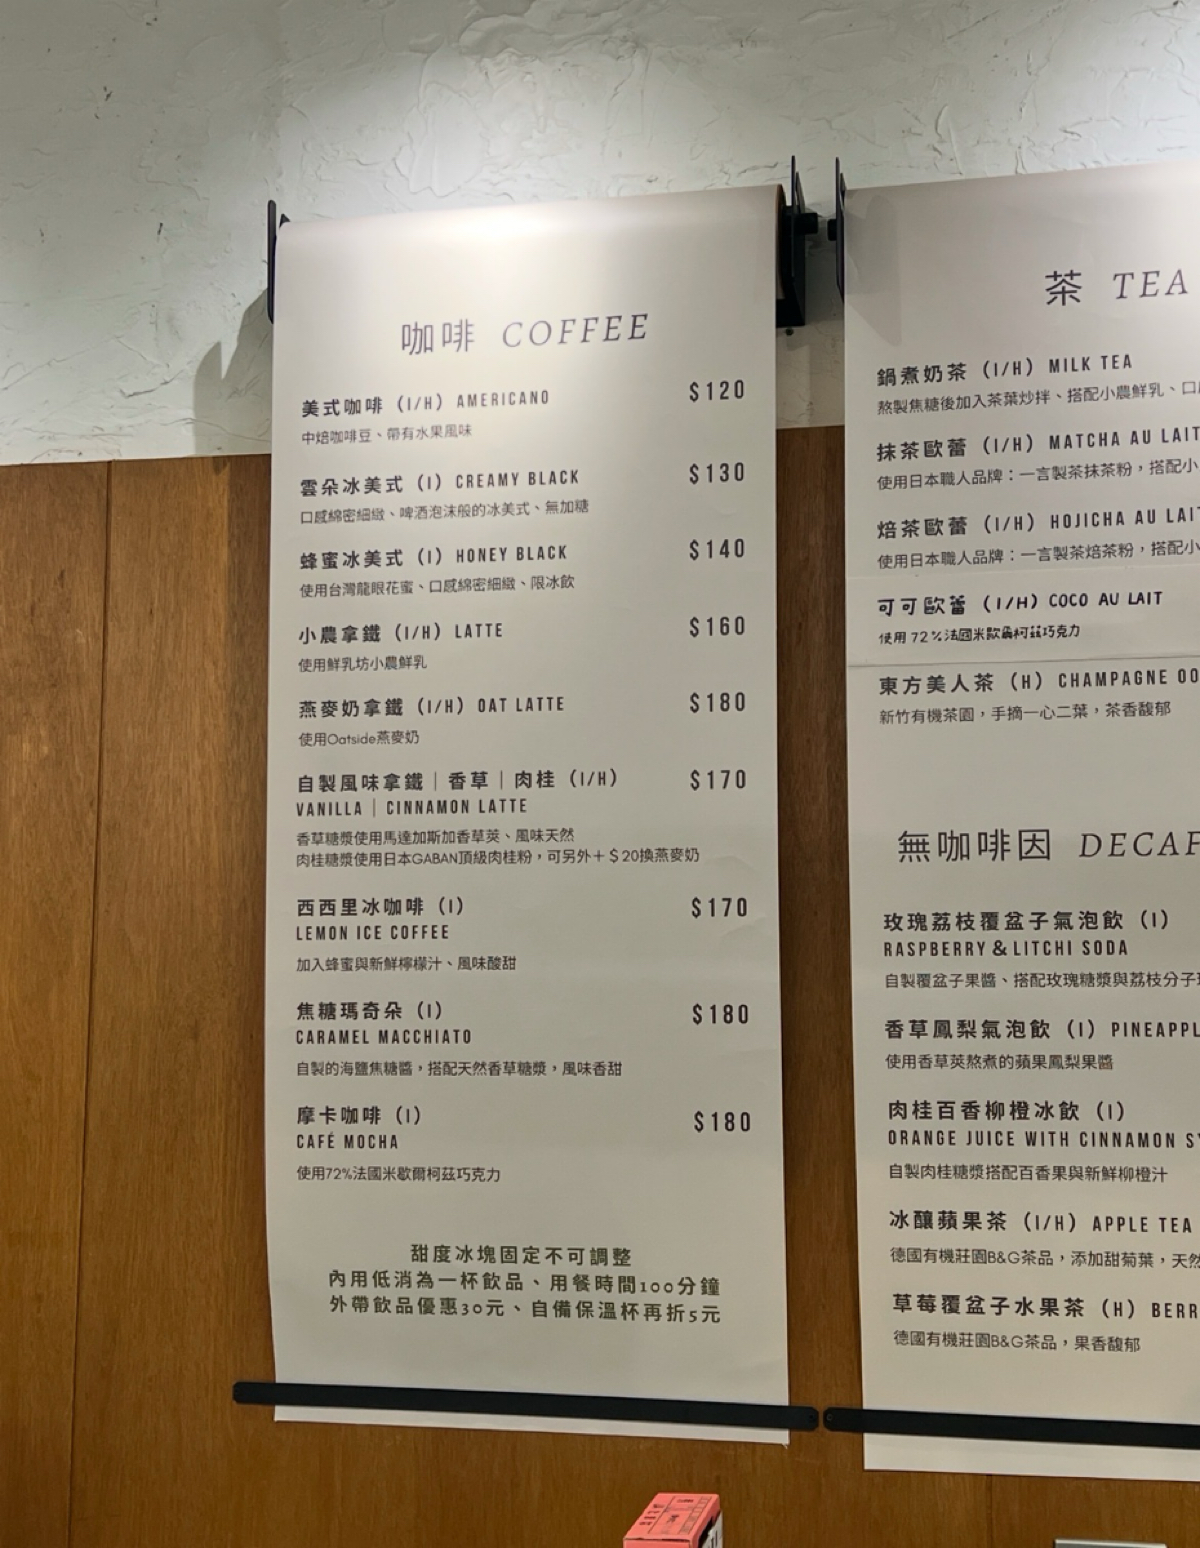 咖啡 COFFEE
美式咖啡 (I/H) AMERICANO $120
中焙咖啡豆、帶有水果風味
雲朵冰美式 (I) CREAMY BLACK $130
口感綿密細緻、啤酒泡沫般的冰美式、無加糖
蜂蜜冰美式 (I) HONEY BLACK $140
使用台灣龍眼花蜜、口感綿密細緻、限冰飲
小農拿鐵 (I/H) LATTE $160
使用鮮乳坊小農鮮乳
燕麥奶拿鐵 (I/H) OAT LATTE $180
使用Oatside燕麥奶
自製風味拿鐵｜香草｜肉桂 (I/H) $170
VANILLA | CINNAMON LATTE
香草糖漿使用馬達加斯加香草莢、風味天然
肉桂糖漿使用日本GABAN頂級肉桂粉，可另外＋＄20換燕麥奶
西西里冰咖啡 (I) $170
LEMON ICE COFFEE
加入蜂蜜與新鮮檸檬汁、風味酸甜
焦糖瑪奇朵 (I) $180
CARAMEL MACCHIATO
自製的海鹽焦糖醬，搭配天然香草糖漿，風味香甜
摩卡咖啡 (I) $180
CAFÉ MOCHA
使用72%法國米歇爾柯茲巧克力
甜度冰塊固定不可調整
內用低消為一杯飲品、用餐時間100分鐘
外帶飲品優惠30元、自備保溫杯再折5元
茶 TEA
鍋煮奶茶 (I/H) MILK TEA
熬製焦糖後加入茶葉炒拌、搭配小農鮮乳、口
抹茶歐蕾 (I/H) MATCHA AU LAIT
使用日本職人品牌：一言製茶抹茶粉，搭配小
焙茶歐蕾 (I/H) HOJICHA AU LAIT
使用日本職人品牌：一言製茶焙茶粉，搭配小
可可歐蕾 (I/H) COCO AU LAIT
使用 72%法國米歇爾柯茲巧克力
東方美人茶 (H) CHAMPAGNE OO
新竹有機茶園，手摘一心二葉，茶香馥郁
無咖啡因 DECAF
玫瑰荔枝覆盆子氣泡飲 (I)
RASPBERRY & LITCHI SODA
自製覆盆子果醬、搭配玫瑰糖漿與荔枝分子
香草鳳梨氣泡飲 (I) PINEAPPL
使用香草莢熬煮的蘋果鳳梨果醬
肉桂百香柳橙冰飲 (I)
ORANGE JUICE WITH CINNAMON SY
自製肉桂糖漿搭配百香果與新鮮柳橙汁
冰釀蘋果茶 (I/H) APPLE TEA
德國有機莊園B&G茶品，添加甜菊葉，天然
草莓覆盆子水果茶 (H) BERR
德國有機莊園B&G茶品，果香馥郁